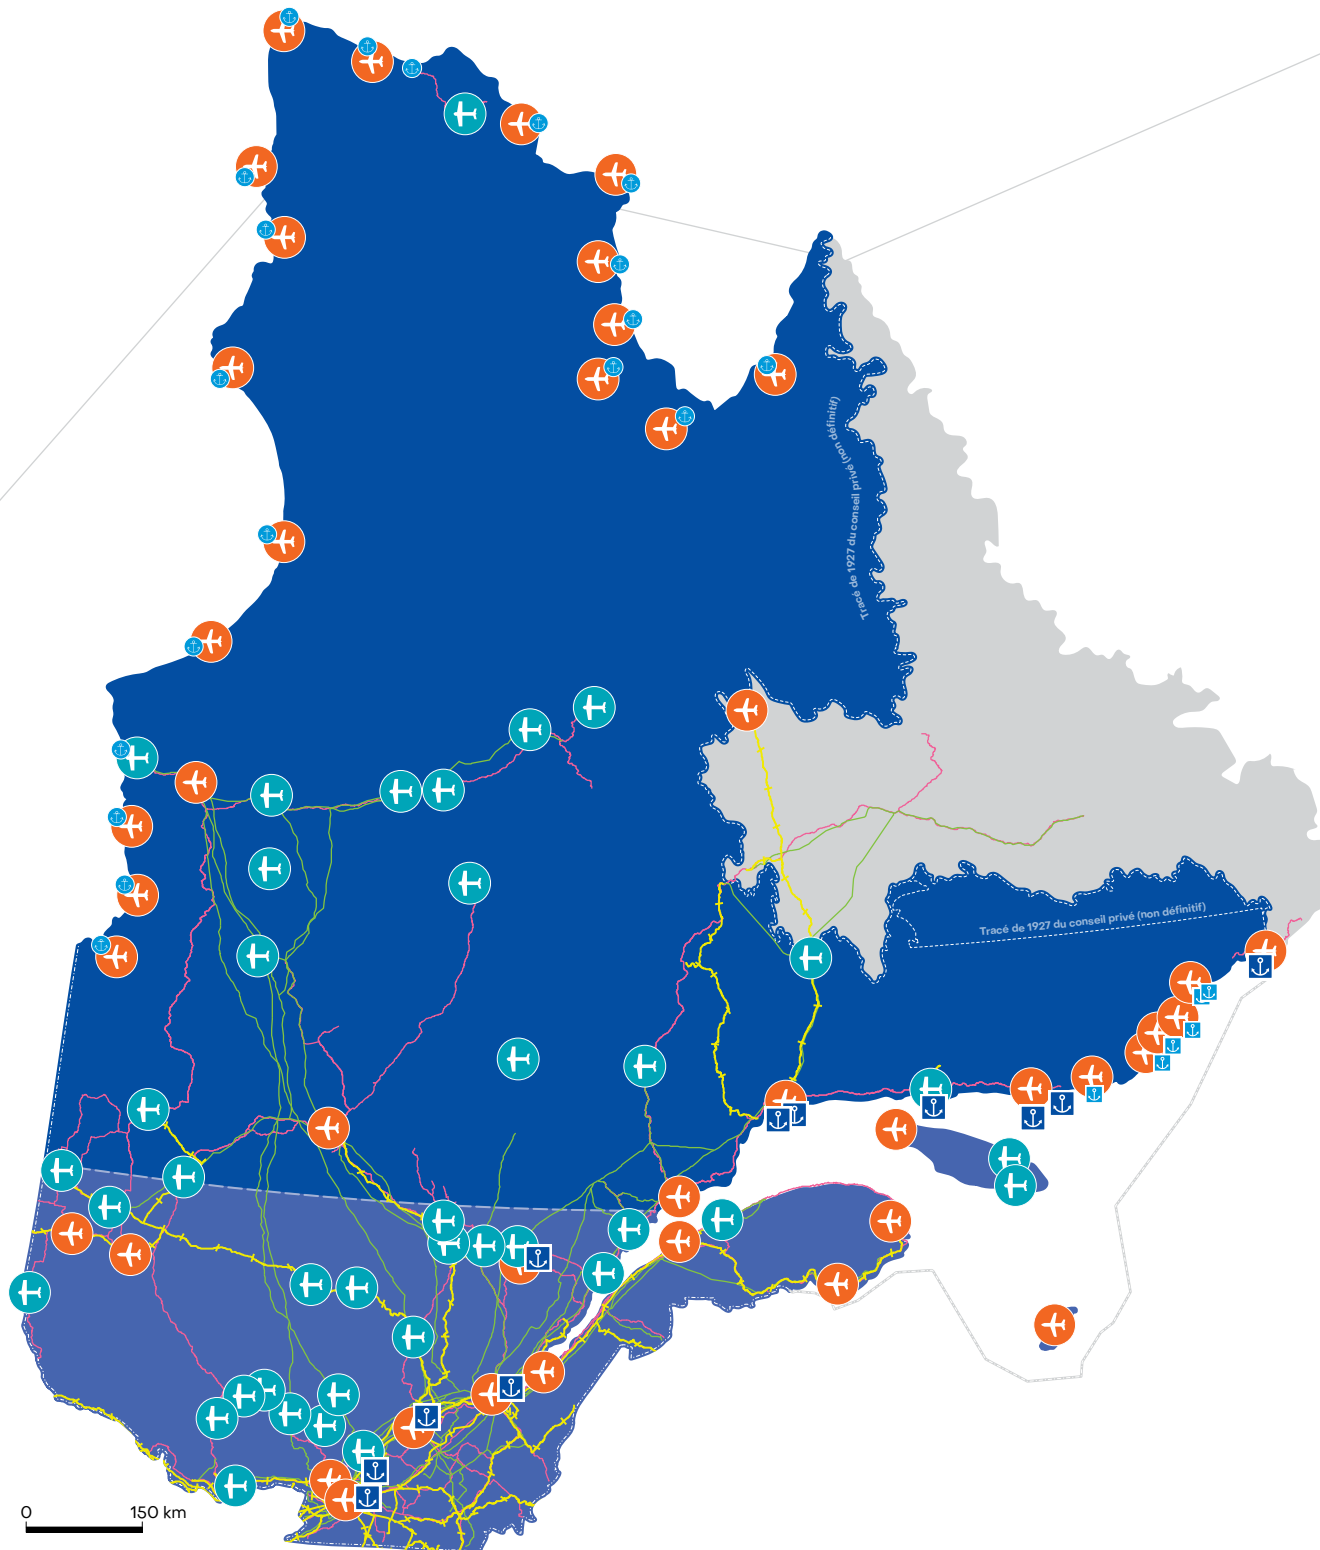 Tracé de 1927 du conseil privé (non définitif)
Tracé de 1927 du conseil privé (non définitif)
0 150 km